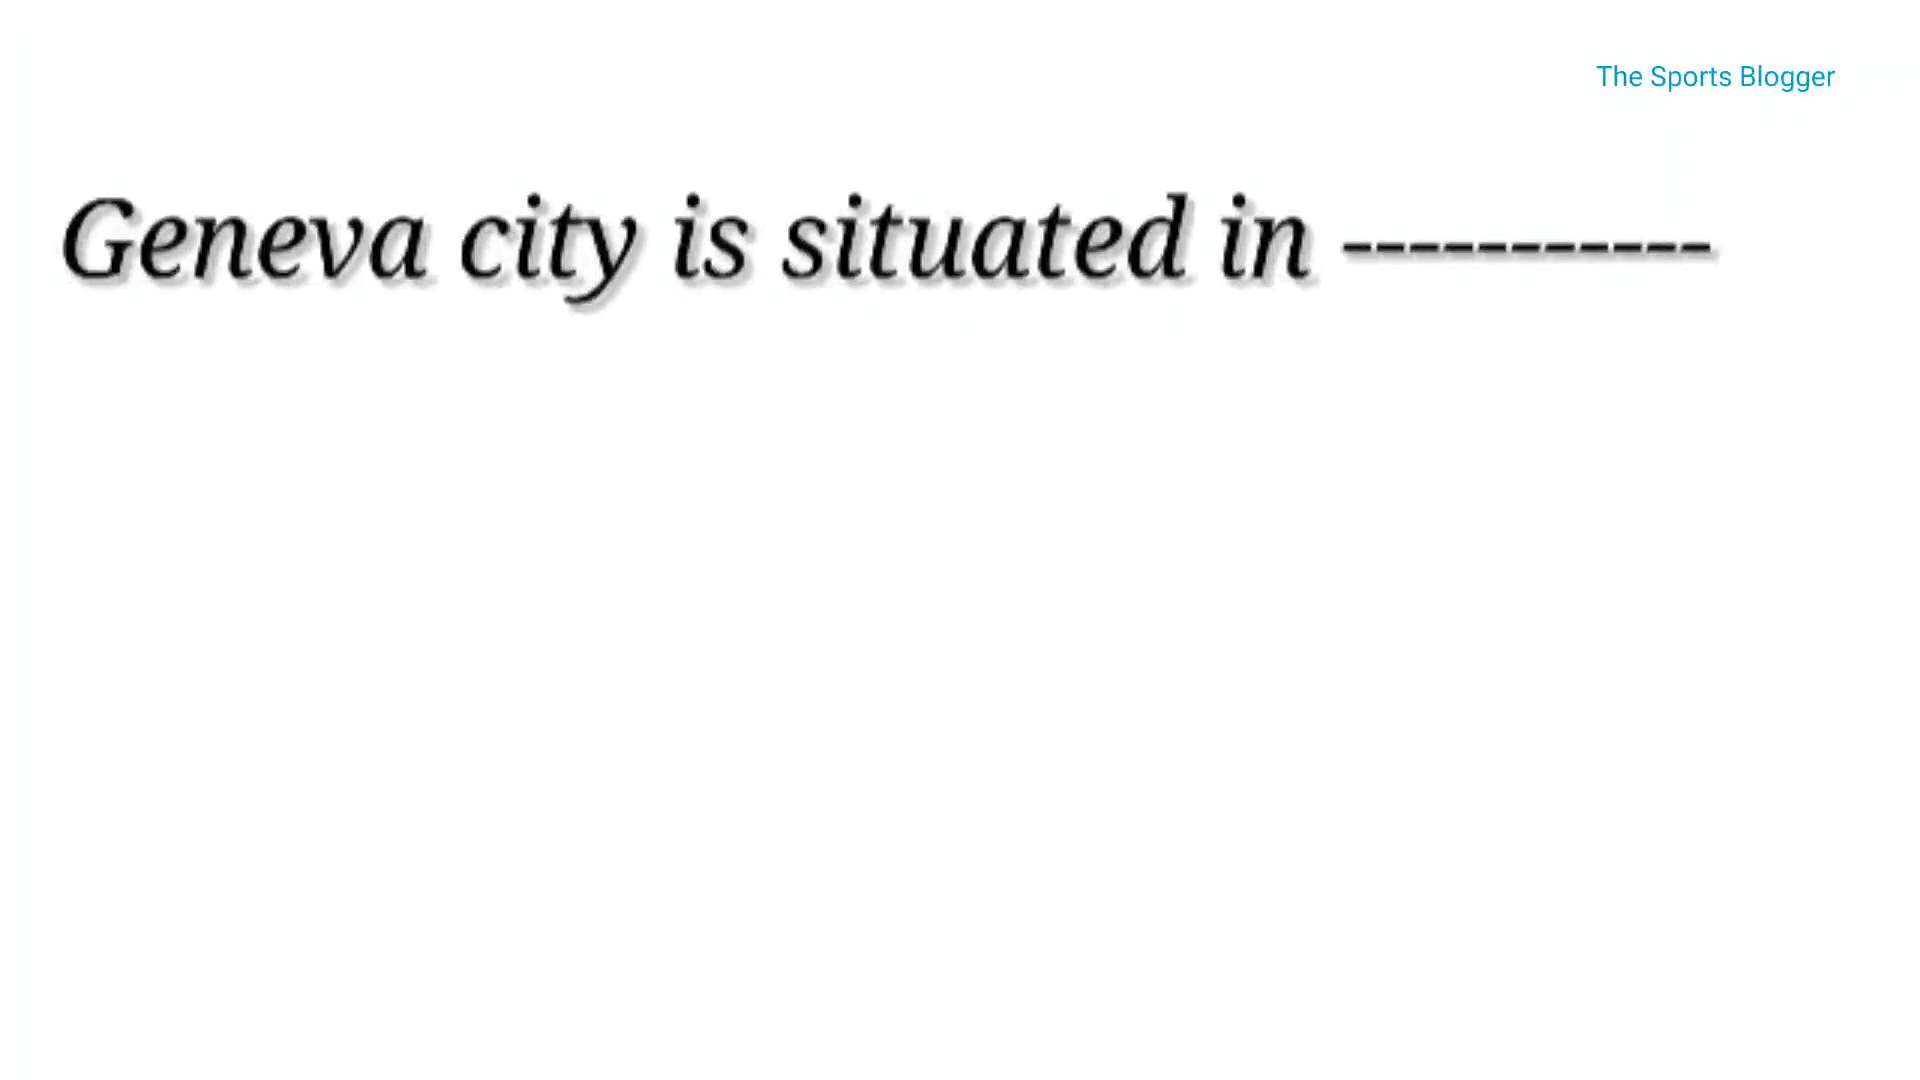 The Sports Blogger
Geneva city is situated in -----------